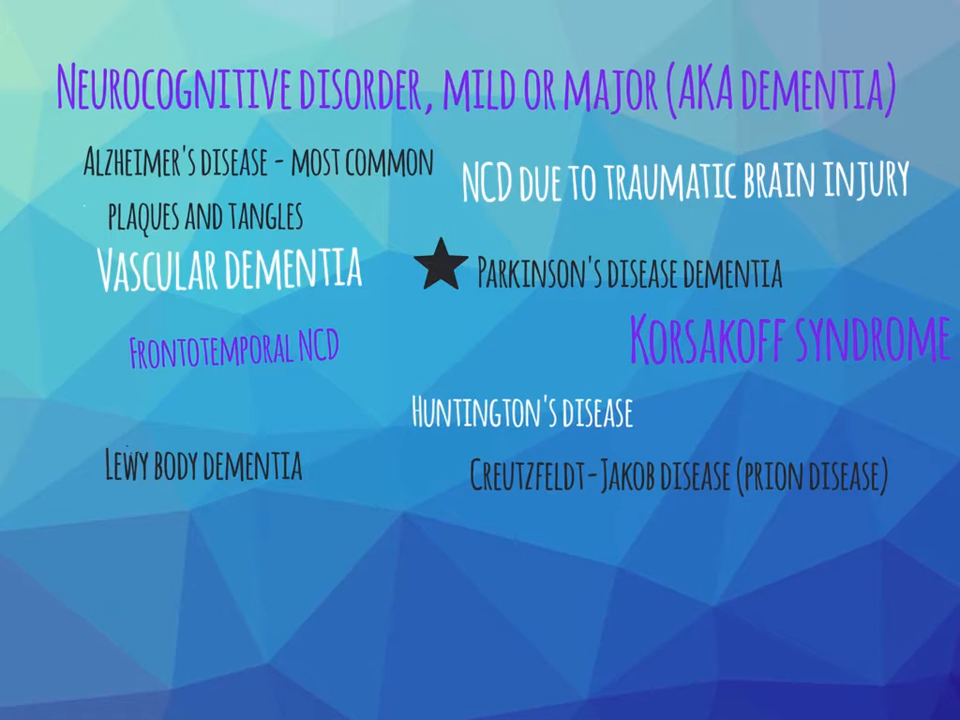 Neurocognitive disorder, mild or major (AKA dementia)
Alzheimer's disease - most common
plaques and tangles
Vascular dementia
Frontotemporal NCD
Lewy body dementia
NCD due to traumatic brain injury
Parkinson's disease dementia
Korsakoff syndrome
Huntington's disease
Creutzfeldt-Jakob disease (prion disease)